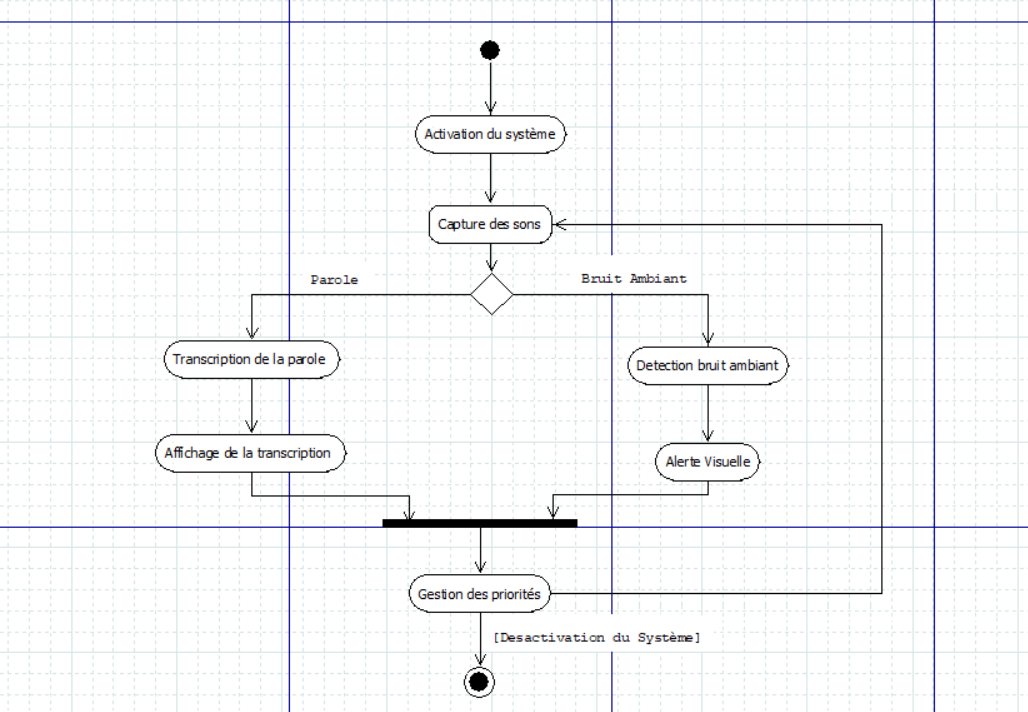 Activation du système
Capture des sons
Parole
Bruit Ambiant
Transcription de la parole
Detection bruit ambiant
Affichage de la transcription
Alerte Visuelle
Gestion des priorités
[Desactivation du Système]